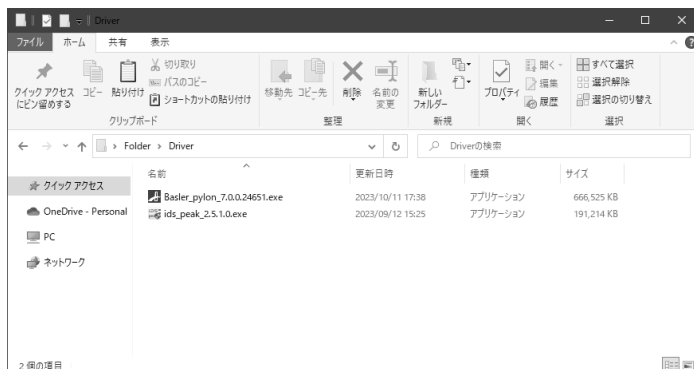 Driver
ファイル ホーム 共有 表示
クイック アクセスにピン留めする
コピー
貼り付け
切り取り
パスのコピー
ショートカットの貼り付け
クリップボード
移動先
コピー先
削除
名前の変更
整理
新しいフォルダー
新規
プロパティ
開く
編集
履歴
開く
すべて選択
選択解除
選択の切り替え
選択
Folder > Driver
Driverの検索
名前 更新日時 種類 サイズ
Basler_pylon_7.0.0.24651.exe 2023/10/11 17:38 アプリケーション 666,525 KB
ids_peak_2.5.1.0.exe 2023/09/12 15:25 アプリケーション 191,214 KB
クイック アクセス
OneDrive - Personal
PC
ネットワーク
2 個の項目